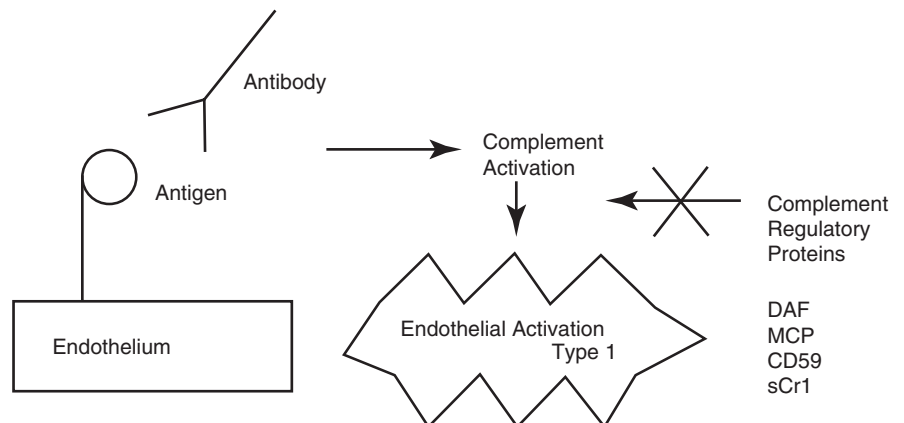 Antibody
Antigen
Endothelium
Complement
Activation
Endothelial Activation
Type 1
Complement
Regulatory
Proteins
DAF
MCP
CD59
sCr1